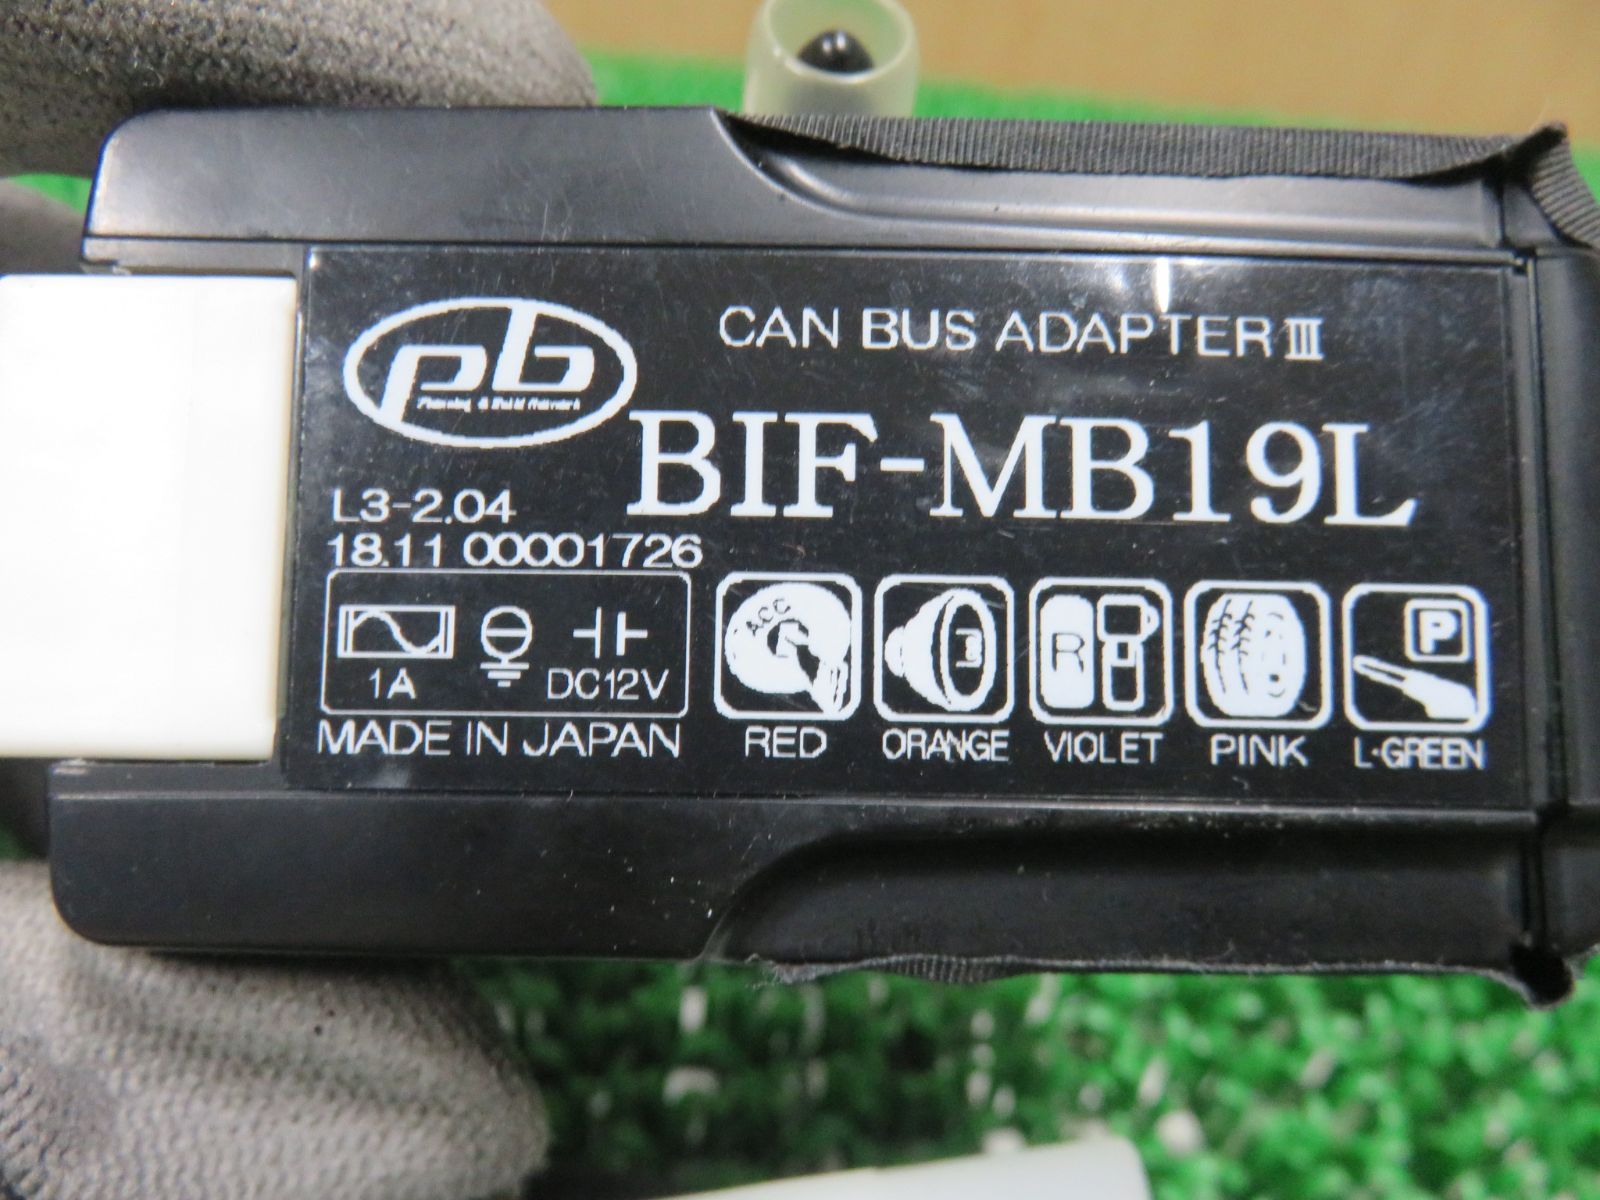 pb
CAN BUS ADAPTER III
BIF-MB19L
L3-2.04
18.11 00001726
1A
DC12V
MADE IN JAPAN
ACC
R
P
RED
ORANGE
VIOLET
PINK
L·GREEN